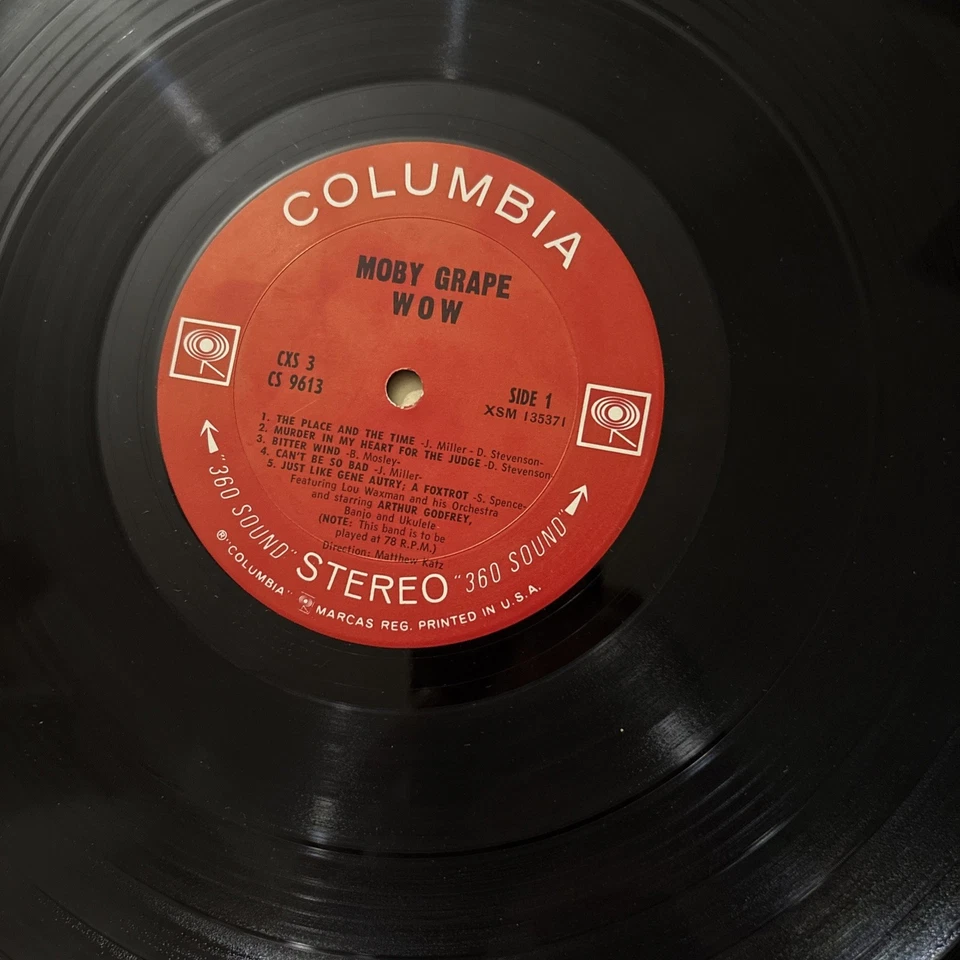 COLUMBIA
MOBY GRAPE
WOW
CXS 3
CS 9613
SIDE 1
XSM 135371
1. THE PLACE AND THE TIME -J. Miller - D. Stevenson-
2. MURDER IN MY HEART FOR THE JUDGE -D. Stevenson-
3. BITTER WIND -B. Mosley-
4. CAN'T BE SO BAD -J. Miller-
5. JUST LIKE GENE AUTRY; A FOXTROT -S. Spence-
Featuring Lou Waxman and his Orchestra
and starring ARTHUR GODFREY,
Banjo and Ukulele-
(NOTE: This band is to be
played at 78 R.P.M.)
Direction: Matthew Katz
"360 SOUND" STEREO "360 SOUND"
® "COLUMBIA" MARCAS REG. PRINTED IN U.S.A.